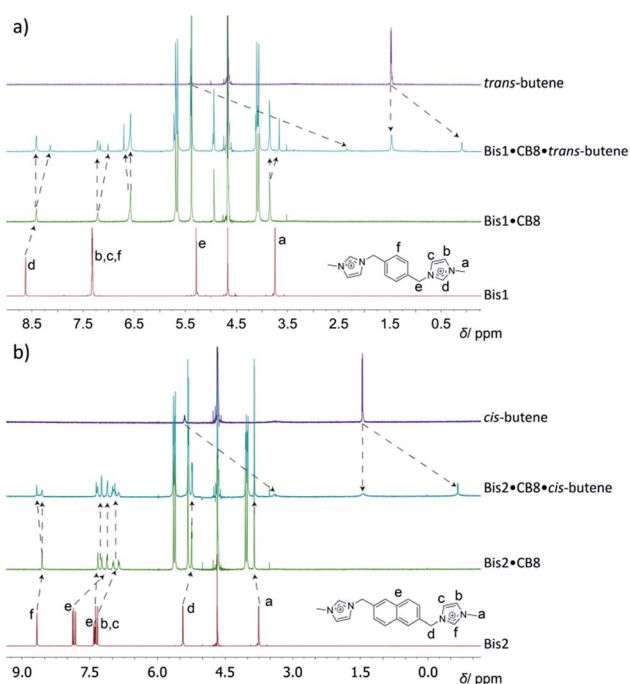 a)
trans-butene
Bis1•CB8•trans-butene
Bis1•CB8
f
c b
N N
⊕ ⊕
N N
a
e d
d
b,c,f
e
a
Bis1
8.5 7.5 6.5 5.5 4.5 3.5 2.5 1.5 0.5
δ/ ppm
b)
cis-butene
Bis2•CB8•cis-butene
Bis2•CB8
e
c b
N N
⊕ ⊕
N N
a
d f
f
e
e b,c
d
a
Bis2
9.0 7.5 6.0 4.5 3.0 1.5 0.0
δ/ ppm